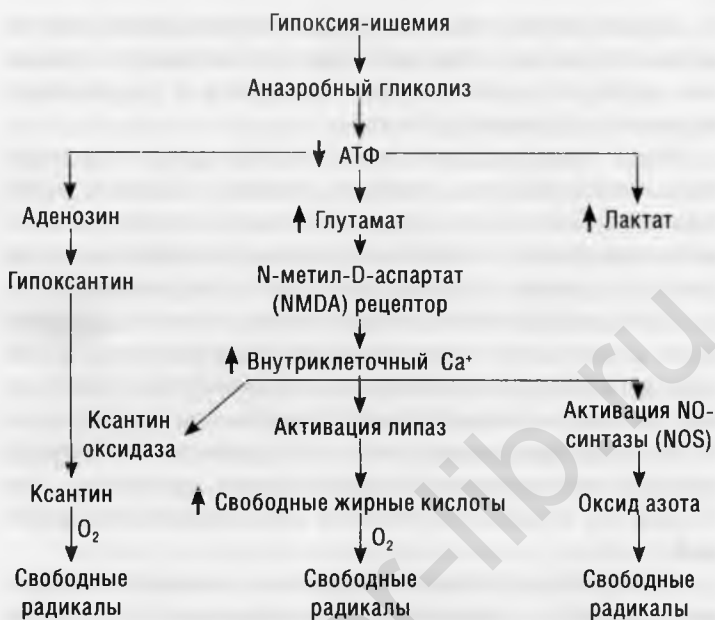 Гипоксия-ишемия
Анаэробный гликолиз
АТФ
Аденозин
Глутамат
Лактат
Гипоксантин
N-метил-D-аспартат
(NMDA) рецептор
Внутриклеточный Ca⁺
Ксантин
оксидаза
Активация липаз
Активация NO-
синтазы (NOS)
Ксантин
Свободные жирные кислоты
Оксид азота
O₂
O₂
Свободные
радикалы
Свободные
радикалы
Свободные
радикалы